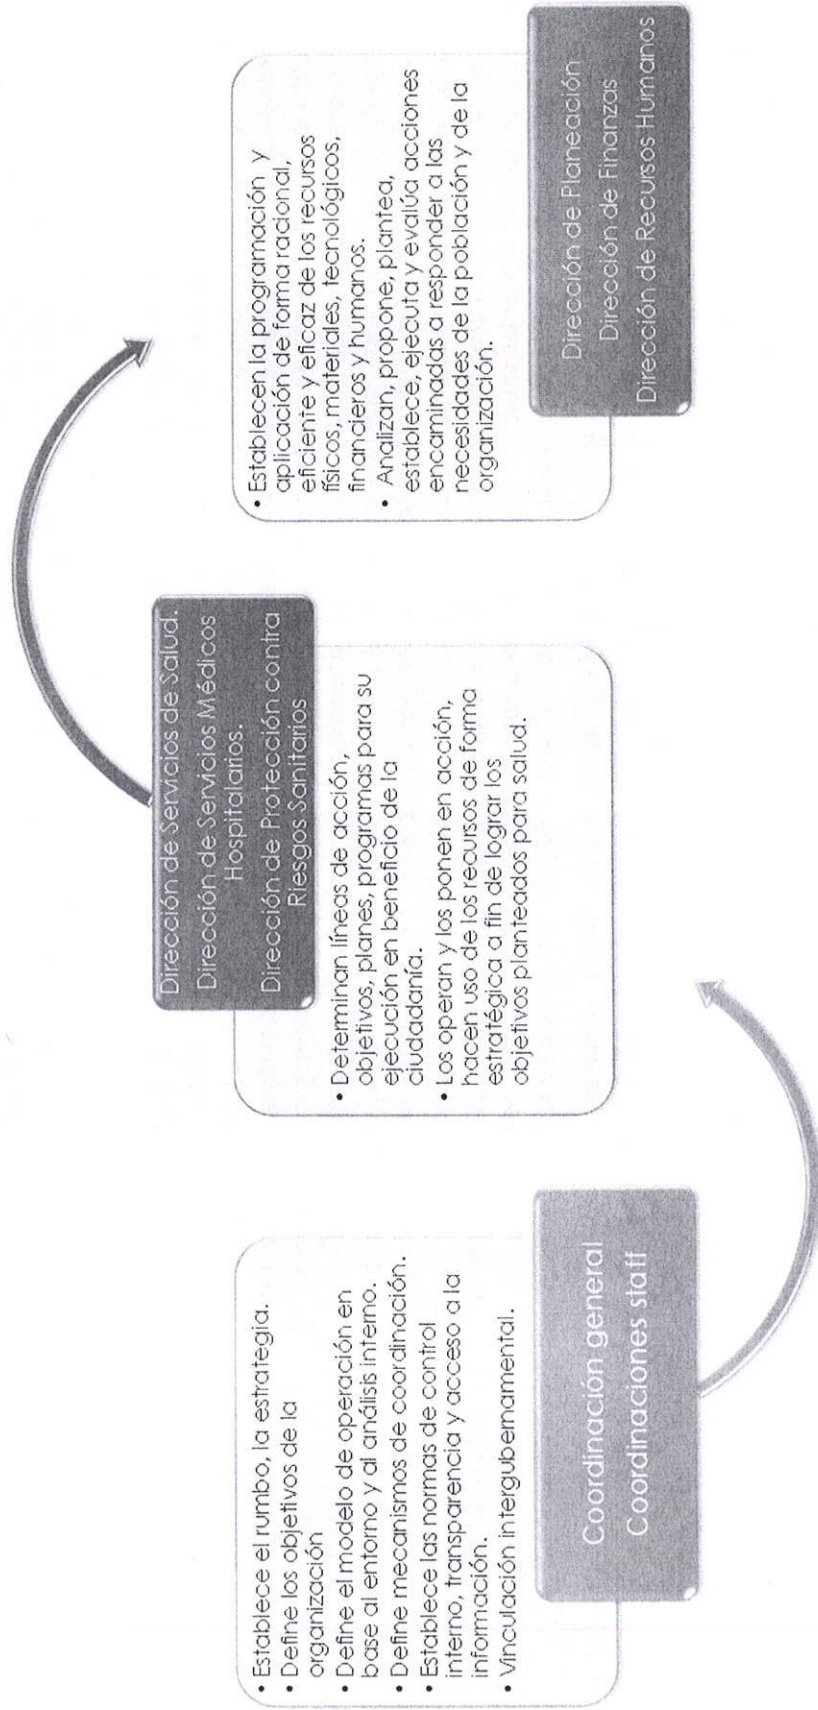 • Establece el rumbo, la estrategia.
• Define los objetivos de la
organización
• Define el modelo de operación en
base al entorno y al análisis interno.
• Define mecanismos de coordinación.
• Establece las normas de control
interno, transparencia y acceso a la
información.
• Vinculación intergubernamental.
Coordinación general
Coordinaciones staff
Dirección de Servicios de Salud.
Dirección de Servicios Médicos
Hospitalarios.
Dirección de Protección contra
Riesgos Sanitarios
• Determinan líneas de acción,
objetivos, planes, programas para su
ejecución en beneficio de la
ciudadanía.
• Los operan y los ponen en acción,
hacen uso de los recursos de forma
estratégica a fin de lograr los
objetivos planteados para salud.
• Establecen la programación y
aplicación de forma racional,
eficiente y eficaz de los recursos
físicos, materiales, tecnológicos,
financieros y humanos.
• Analizan, propone, plantea,
establece, ejecuta y evalúa acciones
encaminadas a responder a las
necesidades de la población y de la
organización.
Dirección de Planeación
Dirección de Finanzas
Dirección de Recursos Humanos